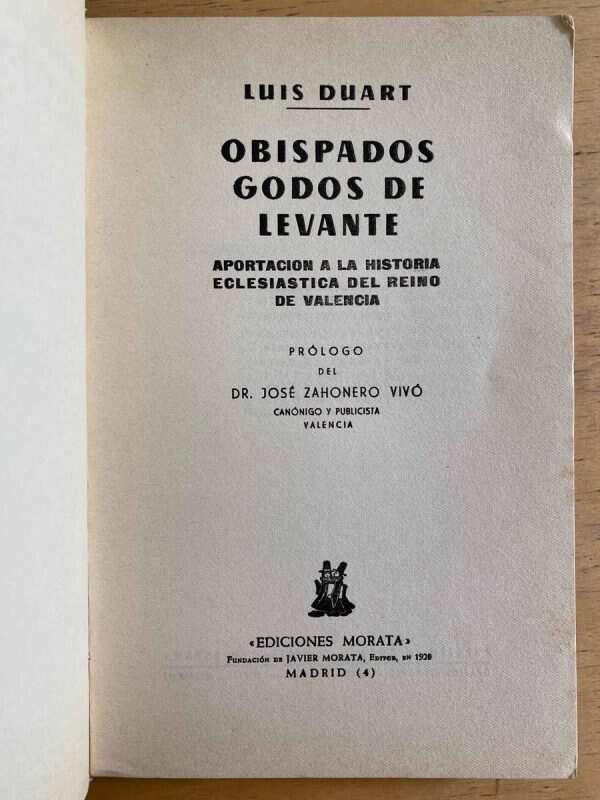 LUIS DUART
OBISPADOS
GODOS DE
LEVANTE
APORTACION A LA HISTORIA
ECLESIASTICA DEL REINO
DE VALENCIA
PRÓLOGO
DEL
DR. JOSÉ ZAHONERO VIVÓ
CANÓNIGO Y PUBLICISTA
VALENCIA
«EDICIONES MORATA»
FUNDACIÓN DE JAVIER MORATA, EDITOR, EN 1920
MADRID (4)